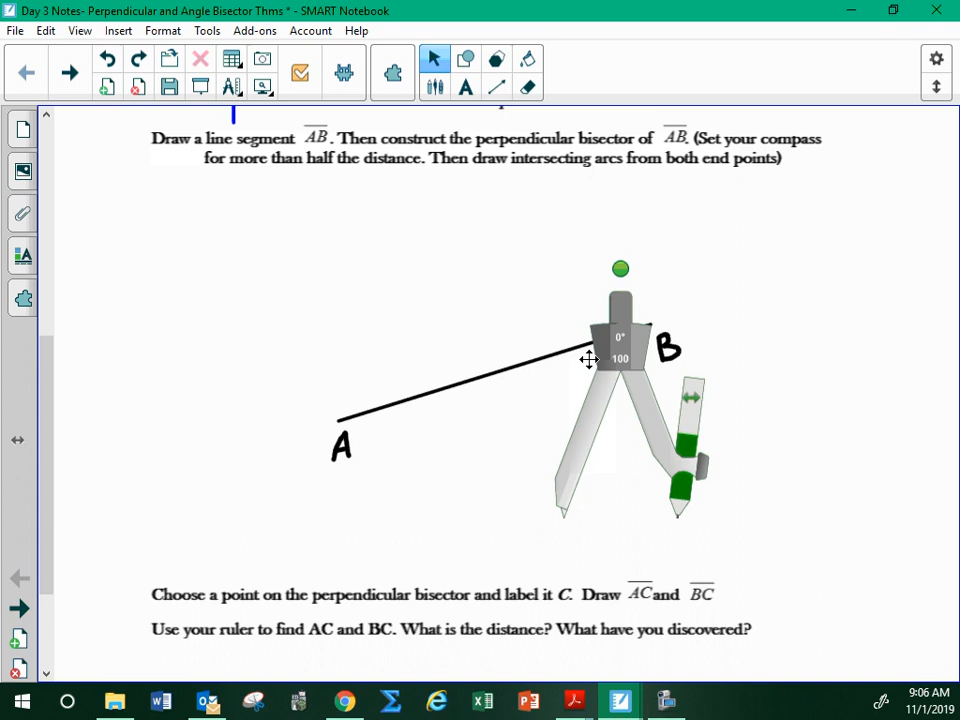 Day 3 Notes- Perpendicular and Angle Bisector Thms * - SMART Notebook
File Edit View Insert Format Tools Add-ons Account Help
Draw a line segment AB. Then construct the perpendicular bisector of AB. (Set your compass
for more than half the distance. Then draw intersecting arcs from both end points)
0°
100
B
A
Choose a point on the perpendicular bisector and label it C. Draw AC and BC
Use your ruler to find AC and BC. What is the distance? What have you discovered?
9:06 AM
11/1/2019